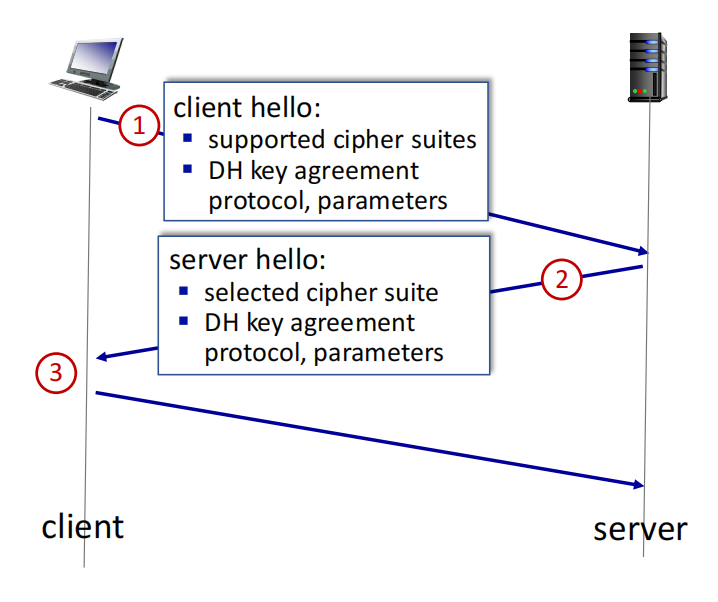 1
client hello:
▪ supported cipher suites
▪ DH key agreement
protocol, parameters
server hello:
▪ selected cipher suite
▪ DH key agreement
protocol, parameters
2
3
client
server